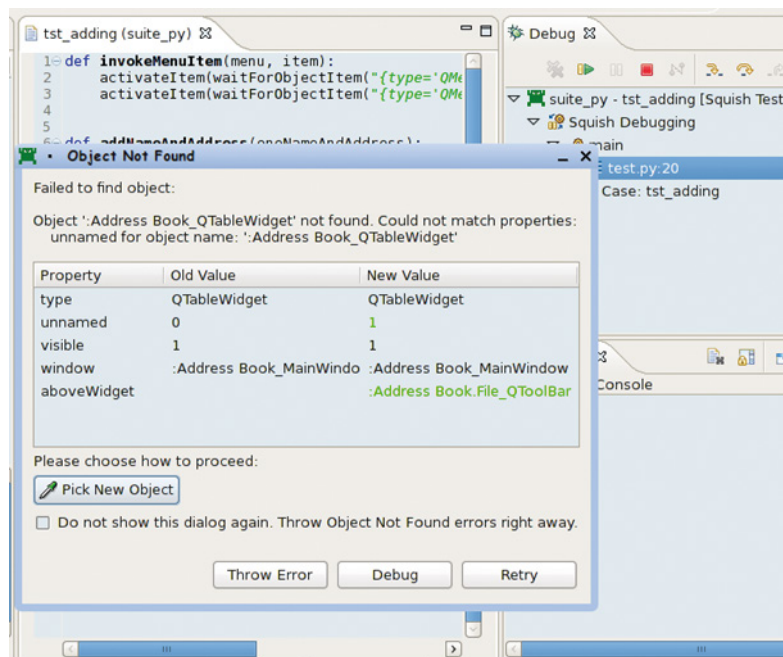 tst_adding (suite_py)
1 def invokeMenuItem(menu, item):
2 activateItem(waitForObjectItem("{type='QMe
3 activateItem(waitForObjectItem("{type='QMe
4
5
6 def addNameAndAddress(oneNameAndAddress):
Debug
suite_py - tst_adding [Squish Test
Squish Debugging
main
test.py:20
Case: tst_adding
Console
Object Not Found
Failed to find object:
Object ':Address Book_QTableWidget' not found. Could not match properties:
unnamed for object name: ':Address Book_QTableWidget'
Property Old Value New Value
type QTableWidget QTableWidget
unnamed 0 1
visible 1 1
window :Address Book_MainWindo :Address Book_MainWindow
aboveWidget :Address Book.File_QToolBar
Please choose how to proceed:
Pick New Object
Do not show this dialog again. Throw Object Not Found errors right away.
Throw Error Debug Retry